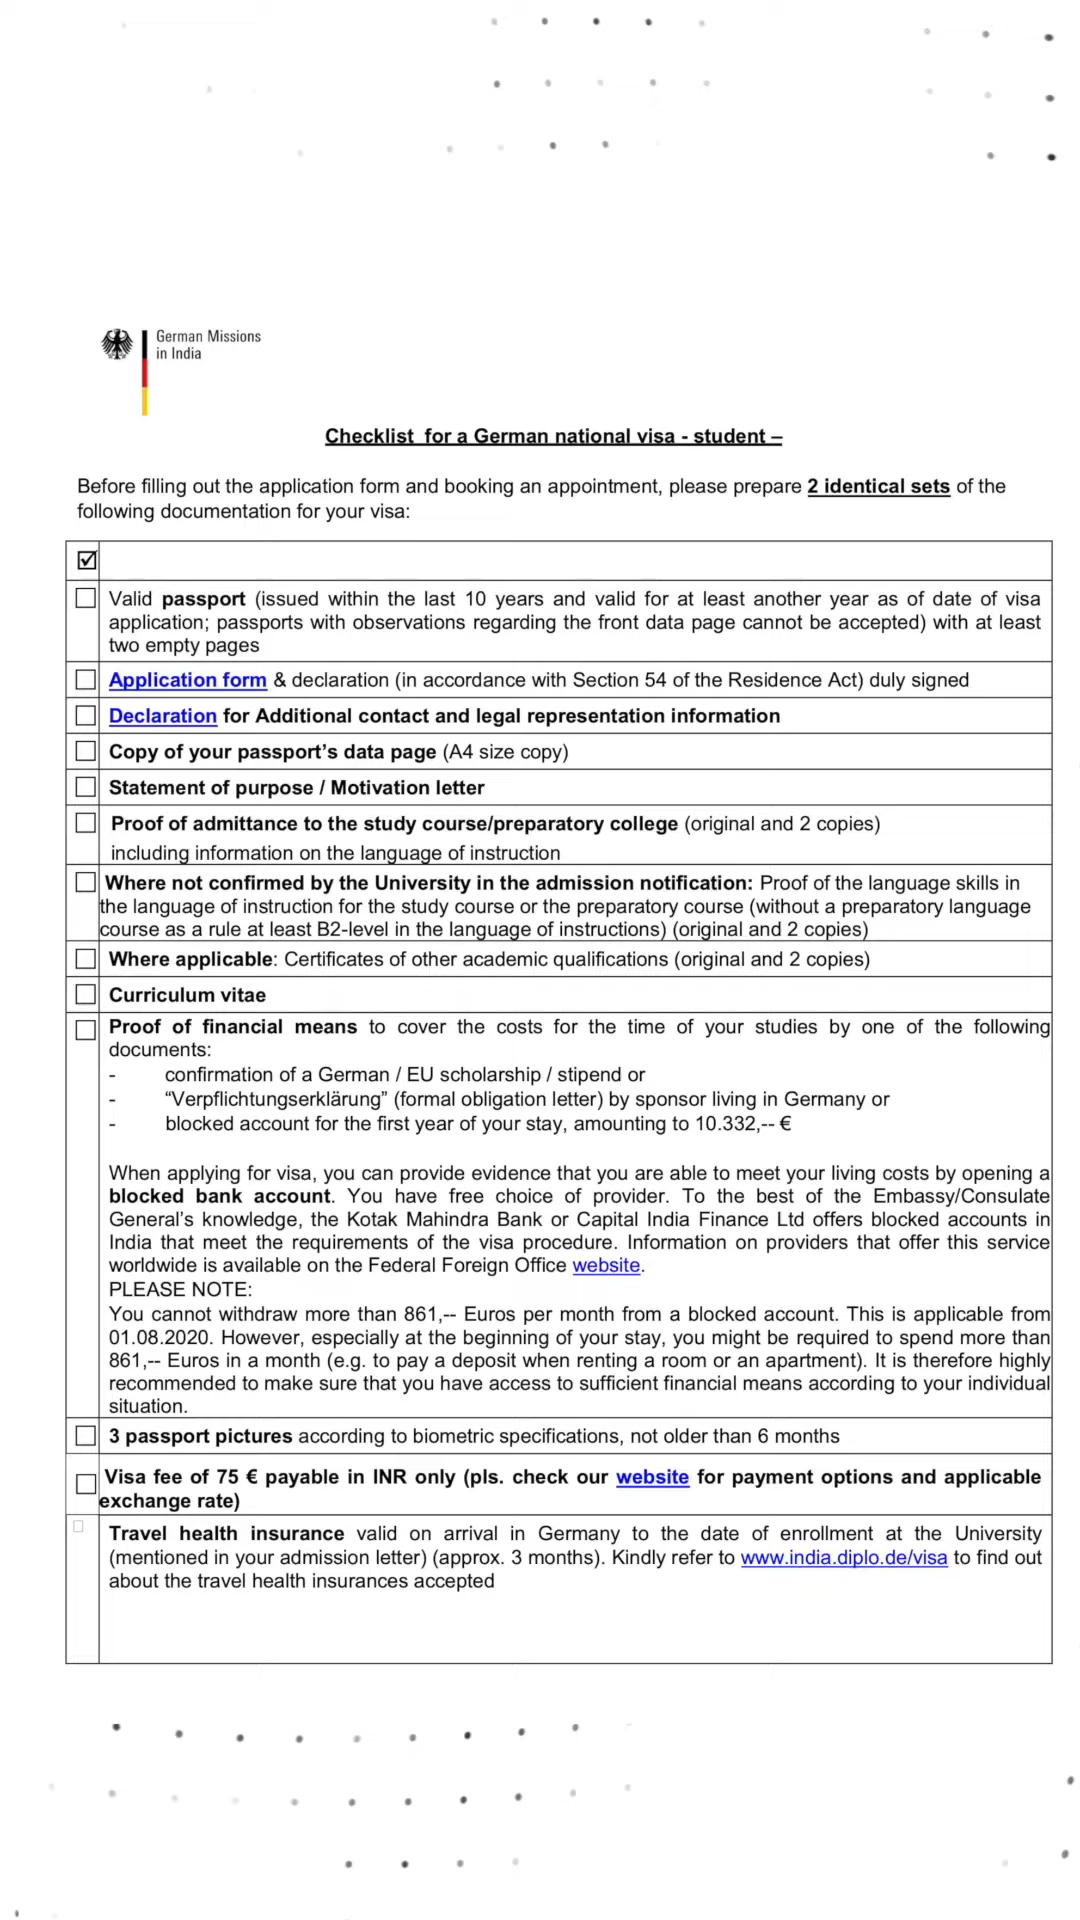 German Missions
in India
Checklist for a German national visa - student –
Before filling out the application form and booking an appointment, please prepare 2 identical sets of the
following documentation for your visa:
Valid passport (issued within the last 10 years and valid for at least another year as of date of visa
application; passports with observations regarding the front data page cannot be accepted) with at least
two empty pages
Application form & declaration (in accordance with Section 54 of the Residence Act) duly signed
Declaration for Additional contact and legal representation information
Copy of your passport’s data page (A4 size copy)
Statement of purpose / Motivation letter
Proof of admittance to the study course/preparatory college (original and 2 copies)
including information on the language of instruction
Where not confirmed by the University in the admission notification: Proof of the language skills in
the language of instruction for the study course or the preparatory course (without a preparatory language
course as a rule at least B2-level in the language of instructions) (original and 2 copies)
Where applicable: Certificates of other academic qualifications (original and 2 copies)
Curriculum vitae
Proof of financial means to cover the costs for the time of your studies by one of the following
documents:
- confirmation of a German / EU scholarship / stipend or
- “Verpflichtungserklärung” (formal obligation letter) by sponsor living in Germany or
- blocked account for the first year of your stay, amounting to 10.332,-- €
When applying for visa, you can provide evidence that you are able to meet your living costs by opening a
blocked bank account. You have free choice of provider. To the best of the Embassy/Consulate
General’s knowledge, the Kotak Mahindra Bank or Capital India Finance Ltd offers blocked accounts in
India that meet the requirements of the visa procedure. Information on providers that offer this service
worldwide is available on the Federal Foreign Office website.
PLEASE NOTE:
You cannot withdraw more than 861,-- Euros per month from a blocked account. This is applicable from
01.08.2020. However, especially at the beginning of your stay, you might be required to spend more than
861,-- Euros in a month (e.g. to pay a deposit when renting a room or an apartment). It is therefore highly
recommended to make sure that you have access to sufficient financial means according to your individual
situation.
3 passport pictures according to biometric specifications, not older than 6 months
Visa fee of 75 € payable in INR only (pls. check our website for payment options and applicable
exchange rate)
Travel health insurance valid on arrival in Germany to the date of enrollment at the University
(mentioned in your admission letter) (approx. 3 months). Kindly refer to www.india.diplo.de/visa to find out
about the travel health insurances accepted